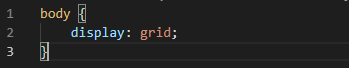 1 body {
2     display: grid;
3 }